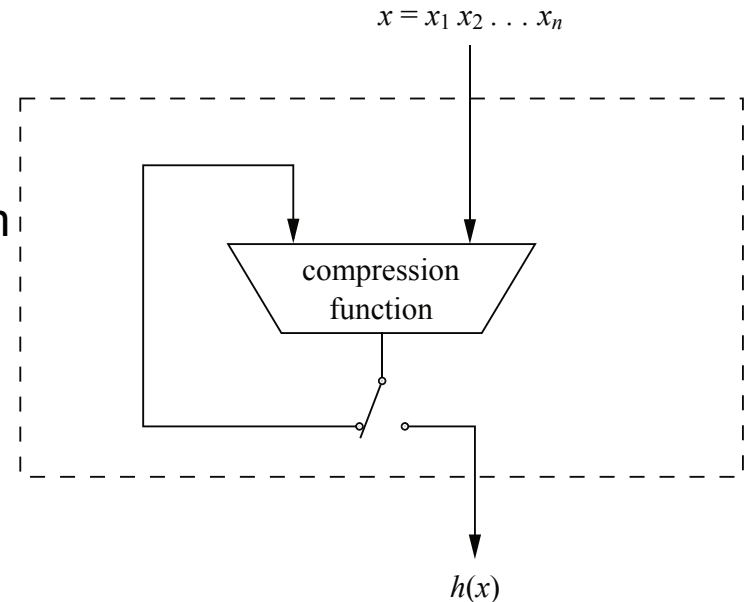 x = x₁ x₂ . . . xₙ
n
compression
function
h(x)